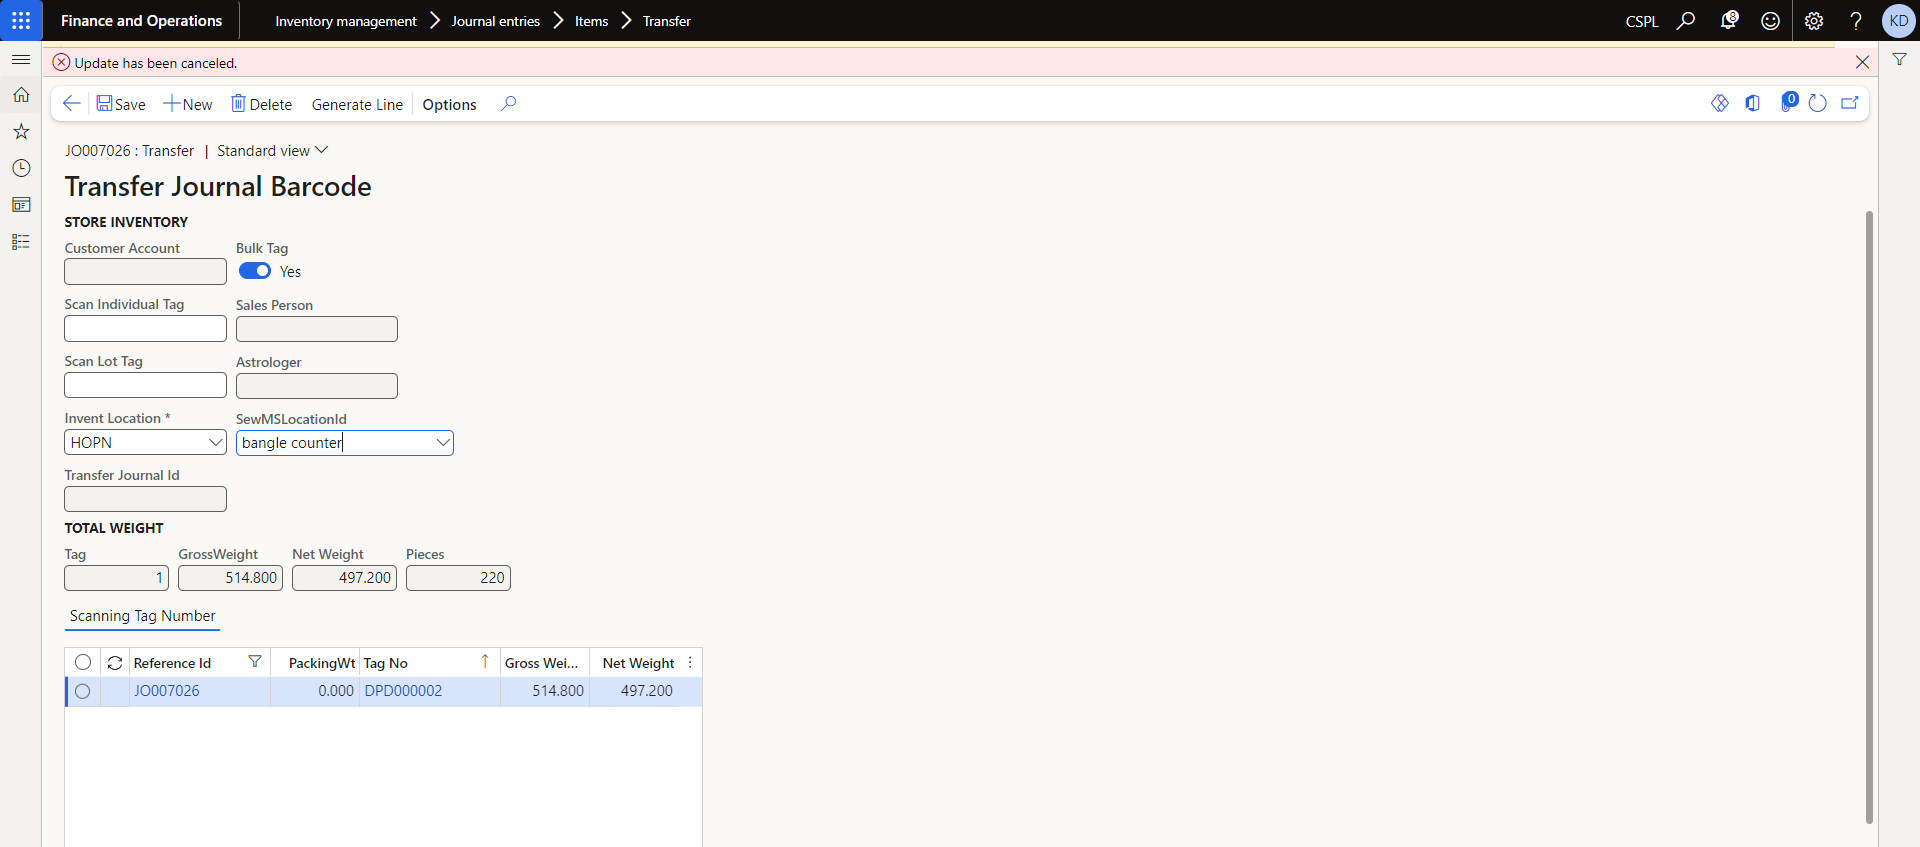 Finance and Operations
Inventory management
Journal entries
Items
Transfer
CSPL
8
KD
Update has been canceled.
Save
New
Delete
Generate Line
Options
0
JO007026 : Transfer | Standard view
Transfer Journal Barcode
STORE INVENTORY
Customer Account
Bulk Tag
Yes
Scan Individual Tag
Sales Person
Scan Lot Tag
Astrologer
Invent Location *
SewMSLocationId
HOPN
bangle counter
Transfer Journal Id
TOTAL WEIGHT
Tag GrossWeight Net Weight Pieces
1 514.800 497.200 220
Scanning Tag Number
Reference Id PackingWt Tag No Gross Wei... Net Weight
JO007026 0.000 DPD000002 514.800 497.200